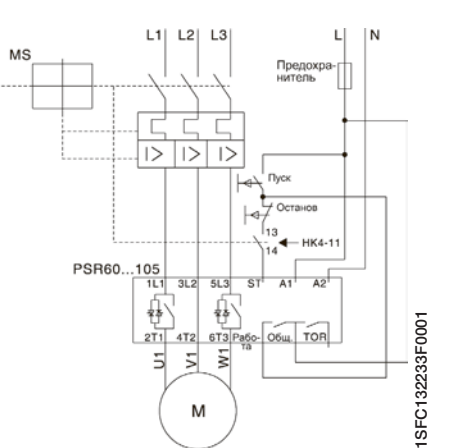 L1 L2 L3 L N
MS
Предохра-
нитель
Пуск
Останов
13
14 НК4-11
PSR60...105
1L1 3L2 5L3 ST A1 A2
2T1 4T2 6T3 Рабо-
та Общ. TOR
U1 V1 W1
M
1SFC132233F0001